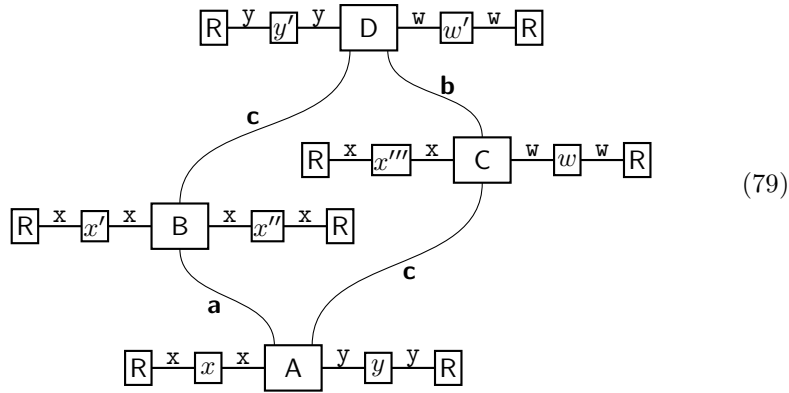 R y y′ y D w w′ w R
c b
R x x‴ x C w w w R
(79)
R x x′ x B x x″ x R
a c
R x x x A y y y R